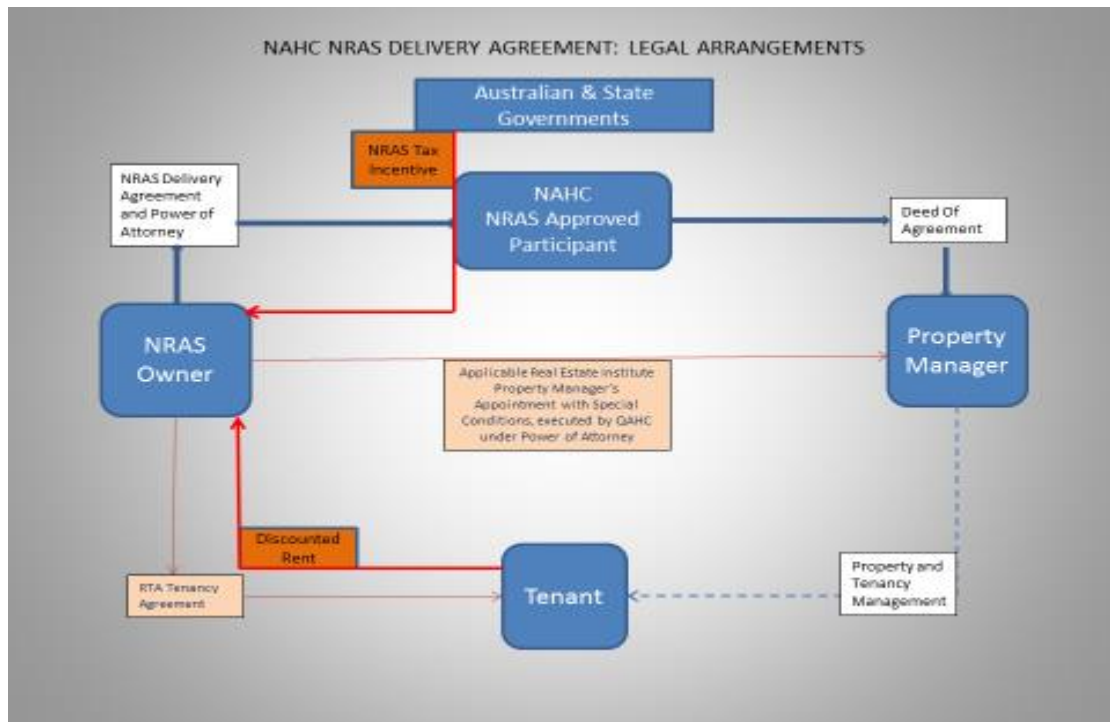 NAHC NRAS DELIVERY AGREEMENT: LEGAL ARRANGEMENTS
Australian & State
Governments
NRAS Tax
Incentive
NRAS Delivery
Agreement
and Power of
Attorney
NAHC
NRAS Approved
Participant
Deed Of
Agreement
NRAS
Owner
Property
Manager
Applicable Real Estate Institute
Property Manager's
Appointment with Special
Conditions, executed by QAHC
under Power of Attorney
Discounted
Rent
RTA Tenancy
Agreement
Tenant
Property and
Tenancy
Management